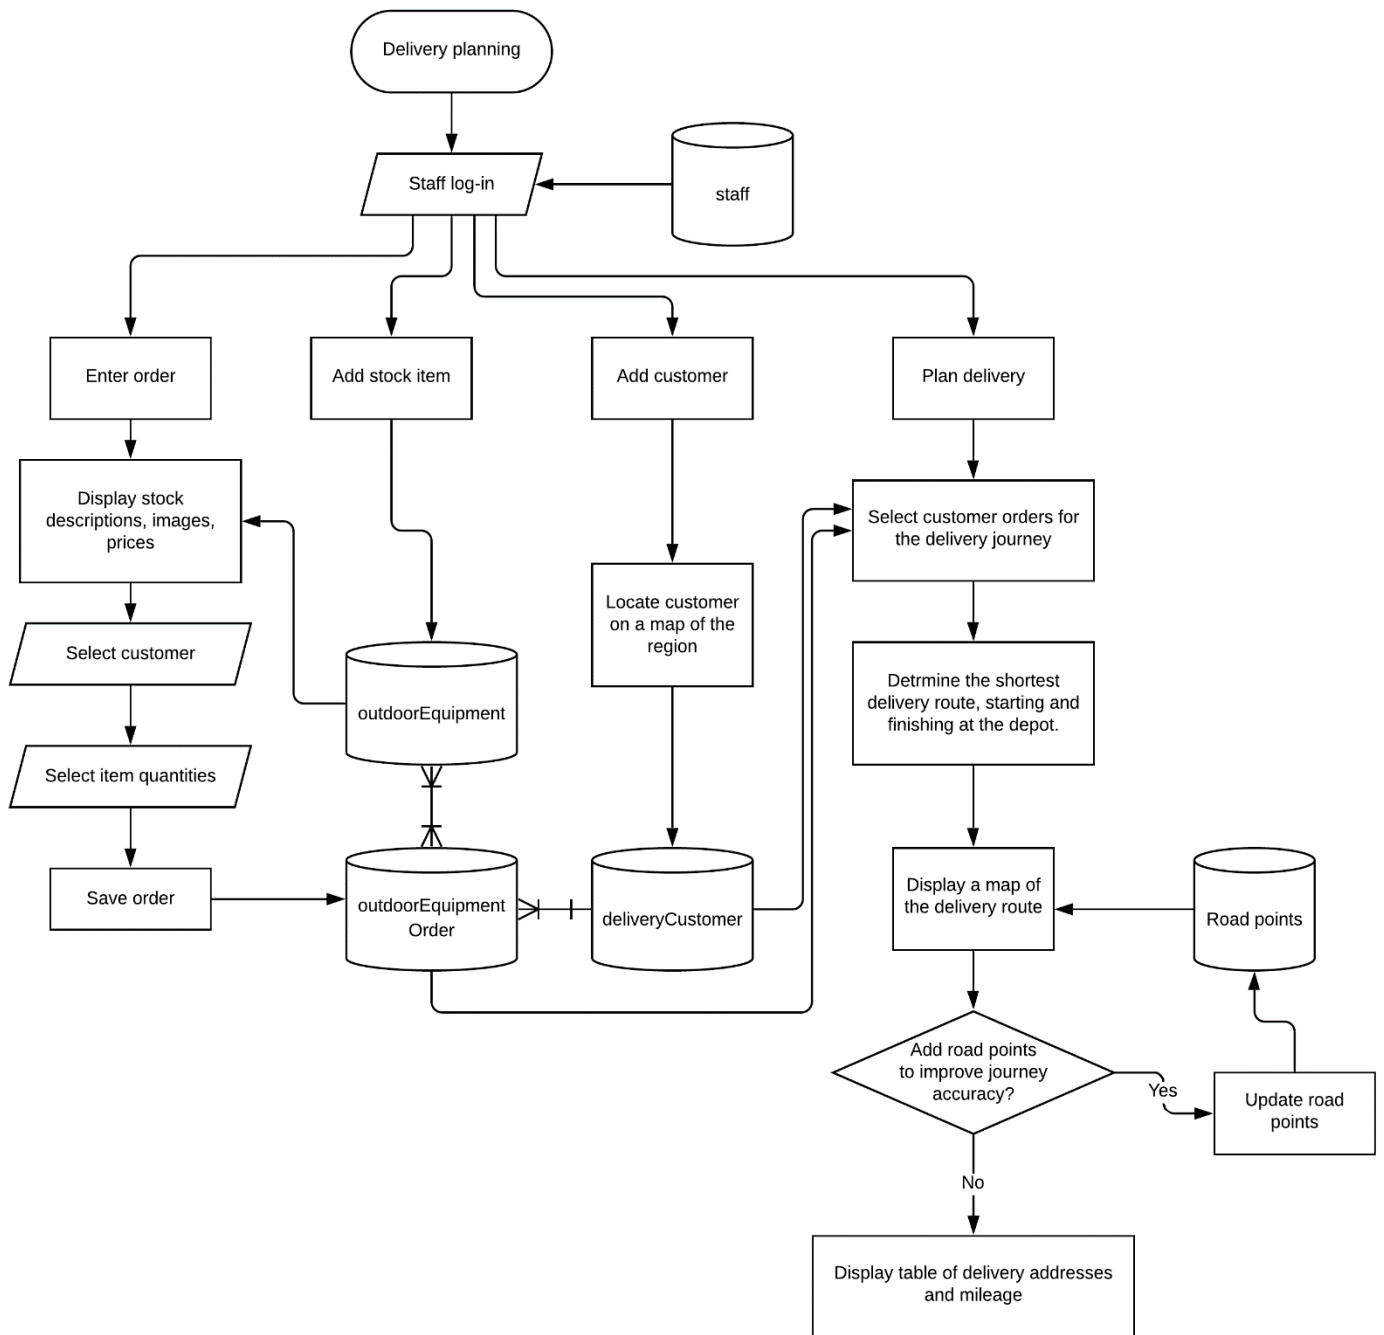 Delivery planning
Staff log-in
staff
Enter order
Add stock item
Add customer
Plan delivery
Display stock
descriptions, images,
prices
Select customer orders for
the delivery journey
Locate customer
on a map of the
region
Select customer
outdoorEquipment
Detrmine the shortest
delivery route, starting and
finishing at the depot.
Select item quantities
Save order
outdoorEquipment
Order
deliveryCustomer
Display a map of
the delivery route
Road points
Add road points
to improve journey
accuracy?
Yes
Update road
points
No
Display table of delivery addresses
and mileage